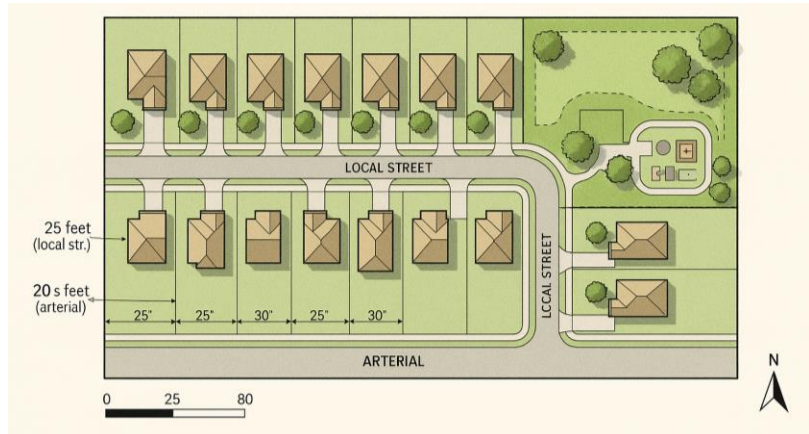 LOCAL STREET
25 feet
(local str.)
LCCAL STREET
20 s feet
(arterial)
25" 25" 30" 25" 30"
ARTERIAL
N
0 25 80